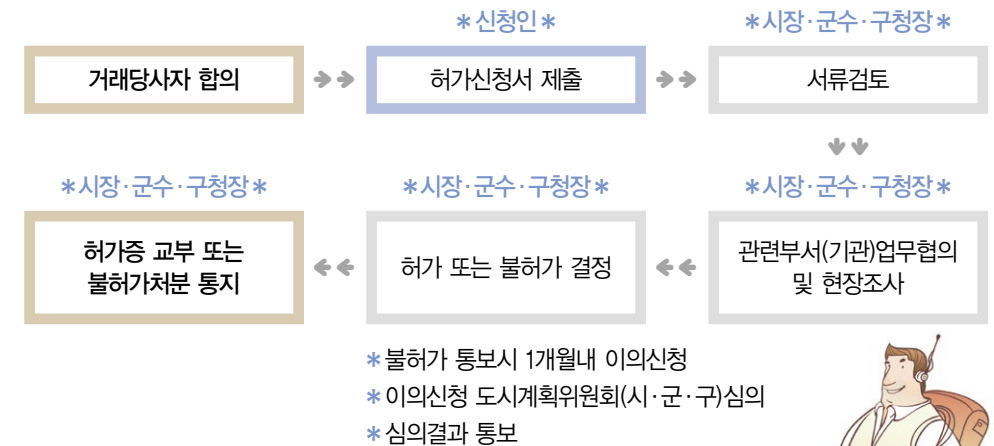 *신청인*
*시장·군수·구청장*
거래당사자 합의
허가신청서 제출
서류검토
*시장·군수·구청장*
*시장·군수·구청장*
*시장·군수·구청장*
허가증 교부 또는
불허가처분 통지
허가 또는 불허가 결정
관련부서(기관)업무협의
및 현장조사
*불허가 통보시 1개월내 이의신청
*이의신청 도시계획위원회(시·군·구)심의
*심의결과 통보